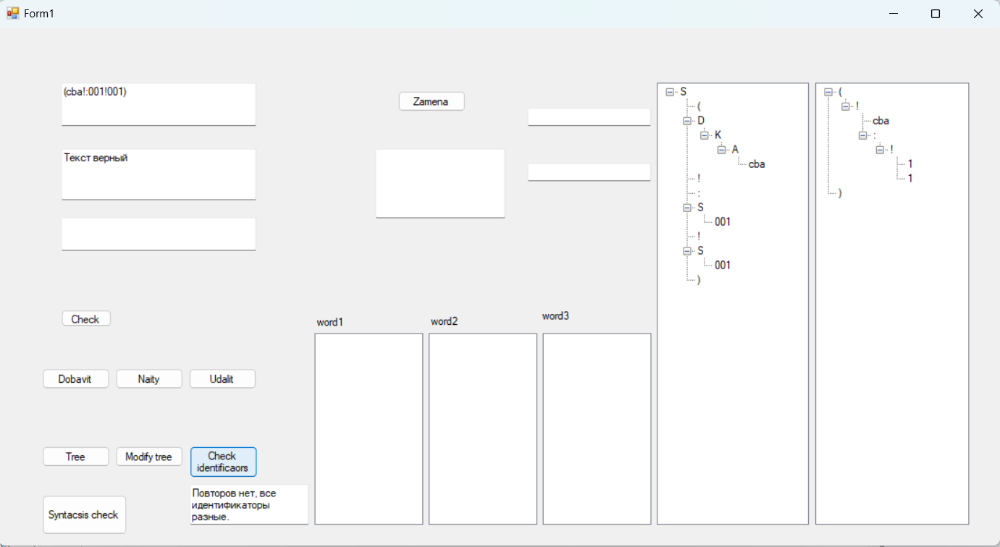 Form1
(cba!:001!001)
Текст верный
Zamena
Check
Dobavit
Naity
Udalit
Tree
Modify tree
Check
identificaors
Syntacsis check
Повторов нет, все
идентификаторы
разные.
word1
word2
word3
S
(
D
K
A
cba
!
:
S
001
!
S
001
)
(
!
cba
:
!
1
1
)